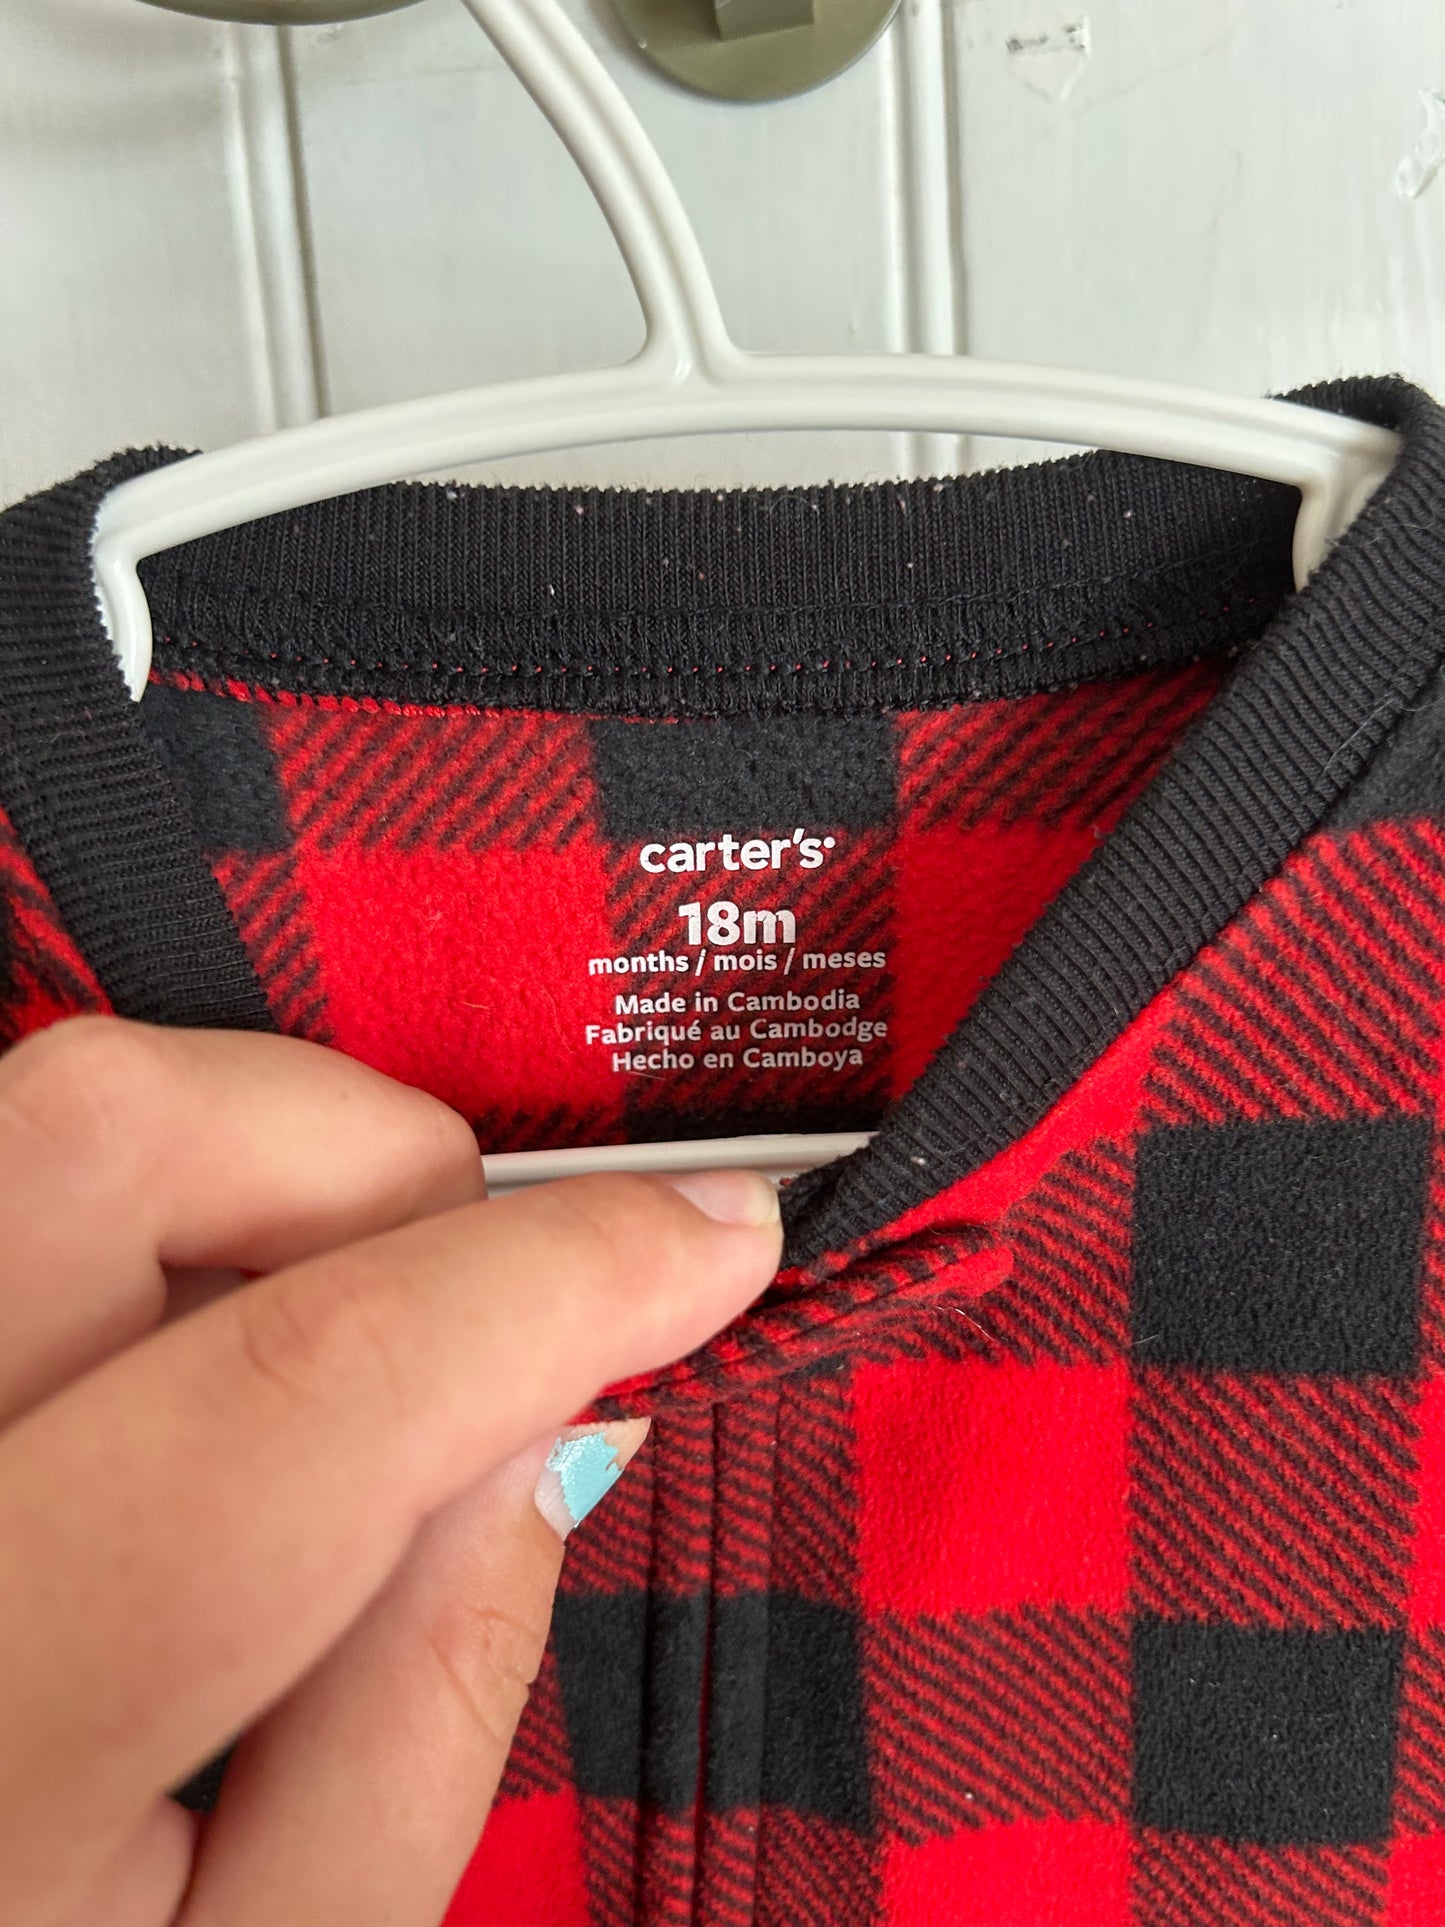 carter's
18m
months / mois / meses
Made in Cambodia
Fabriqué au Cambodge
Hecho en Camboya